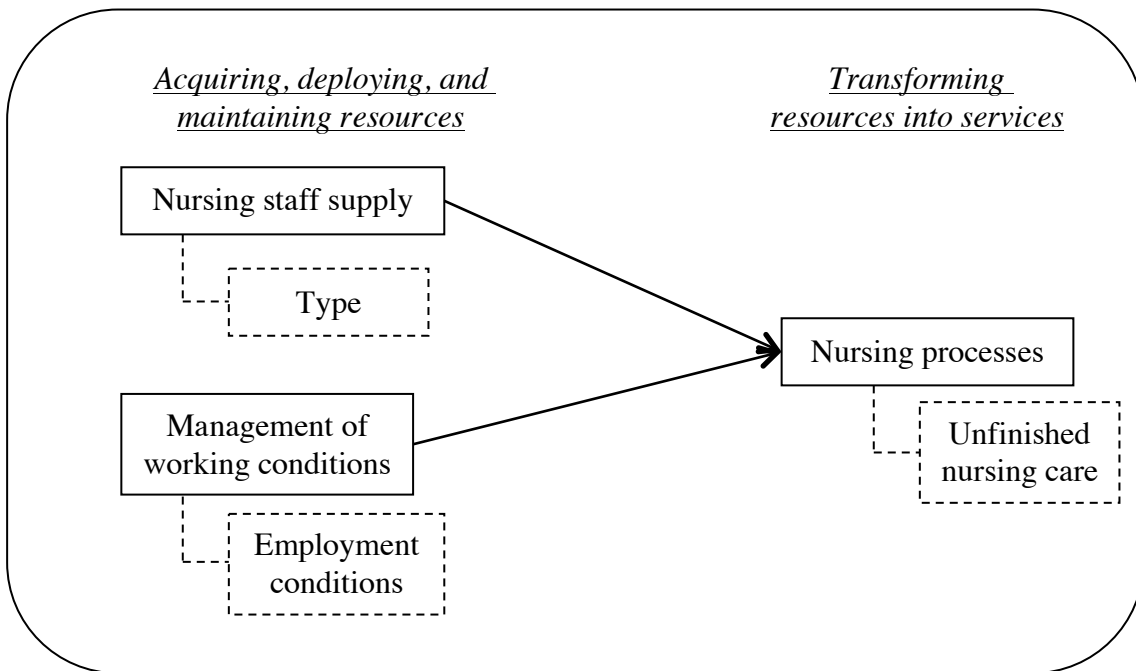 Acquiring, deploying, and
maintaining resources
Transforming
resources into services
Nursing staff supply
Type
Management of
working conditions
Employment
conditions
Nursing processes
Unfinished
nursing care